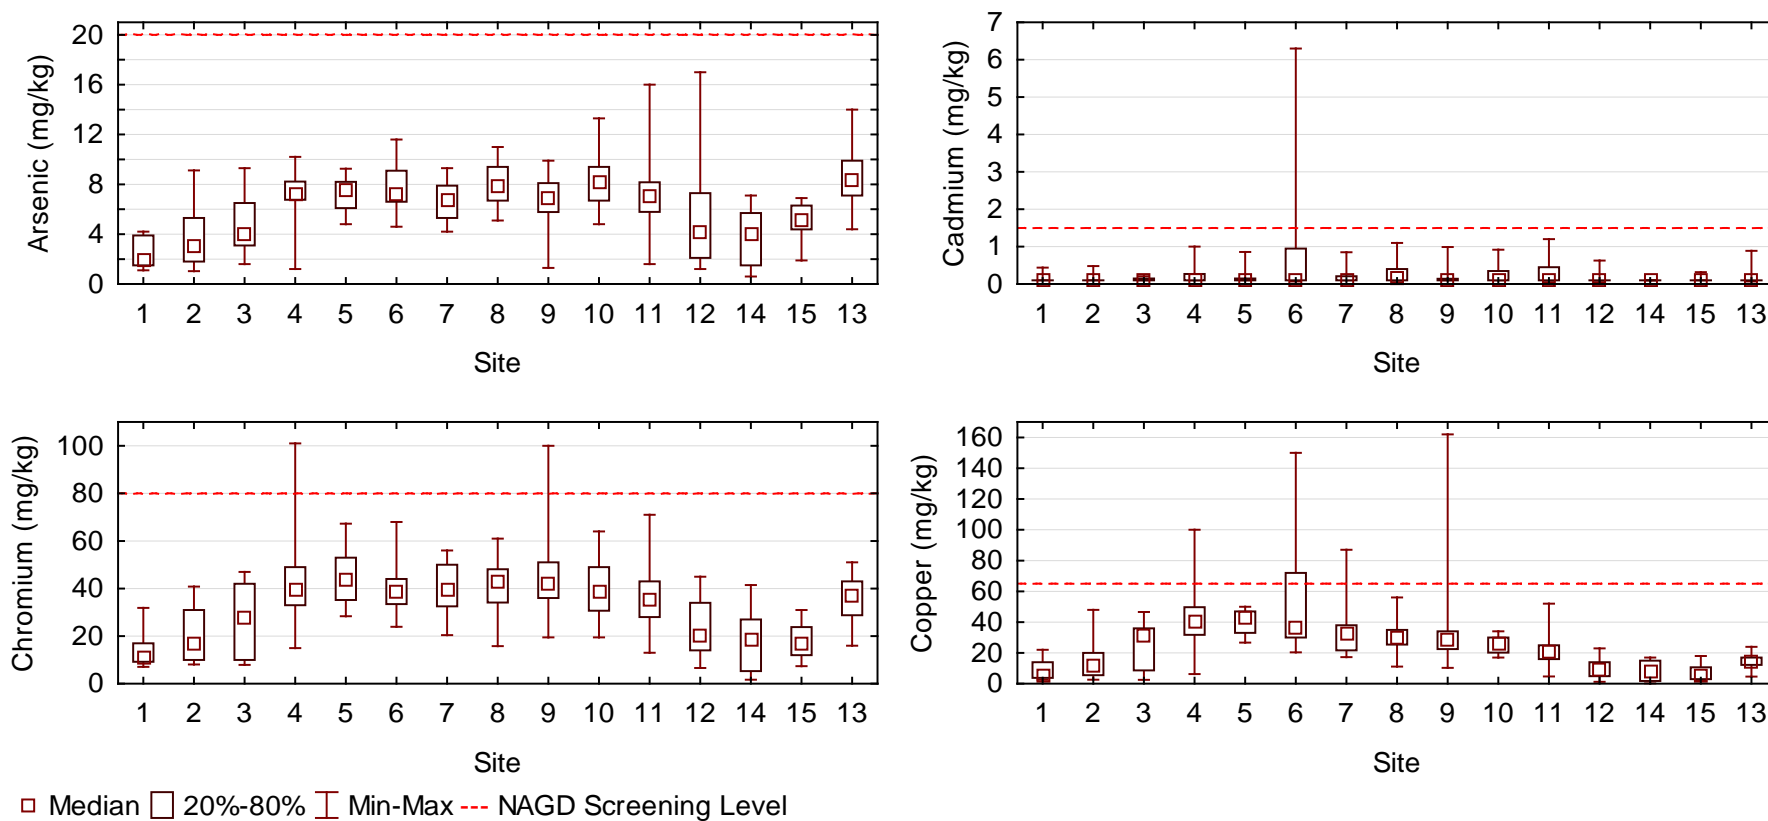 Arsenic (mg/kg)
20
16
12
8
4
0
1 2 3 4 5 6 7 8 9 10 11 12 14 15 13
Site
Cadmium (mg/kg)
7
6
5
4
3
2
1
0
1 2 3 4 5 6 7 8 9 10 11 12 14 15 13
Site
Chromium (mg/kg)
100
80
60
40
20
0
1 2 3 4 5 6 7 8 9 10 11 12 14 15 13
Site
Copper (mg/kg)
160
140
120
100
80
60
40
20
0
1 2 3 4 5 6 7 8 9 10 11 12 14 15 13
Site
Median 20%-80% Min-Max NAGD Screening Level